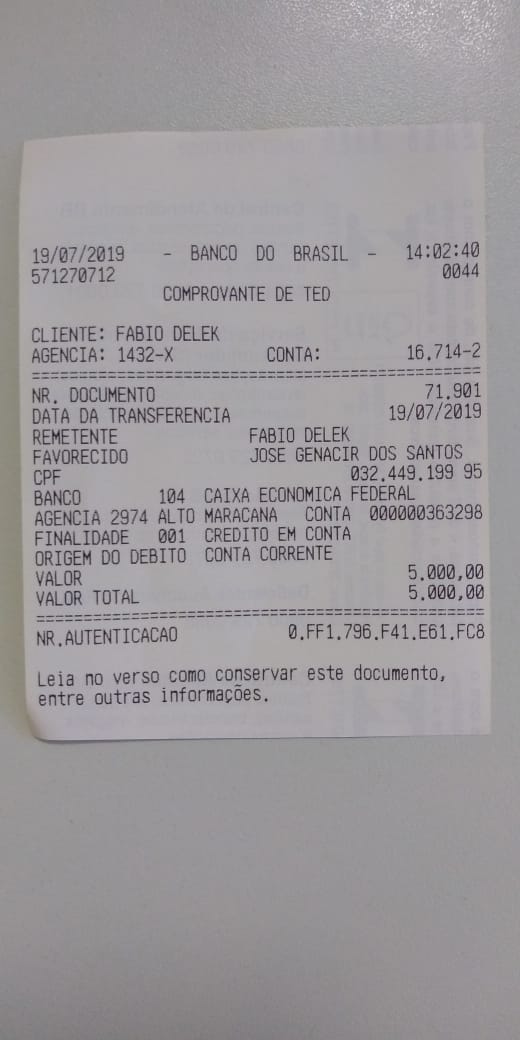 19/07/2019 - BANCO DO BRASIL - 14:02:40
571270712 0044
COMPROVANTE DE TED
CLIENTE: FABIO DELEK
AGENCIA: 1432-X CONTA: 16.714-2
================================================
NR. DOCUMENTO 71.901
DATA DA TRANSFERENCIA 19/07/2019
REMETENTE FABIO DELEK
FAVORECIDO JOSE GENACIR DOS SANTOS
CPF 032.449.199 95
BANCO 104 CAIXA ECONOMICA FEDERAL
AGENCIA 2974 ALTO MARACANA CONTA 000000363298
FINALIDADE 001 CREDITO EM CONTA
ORIGEM DO DEBITO CONTA CORRENTE
VALOR 5.000,00
VALOR TOTAL 5.000,00
================================================
NR.AUTENTICACAO 0.FF1.796.F41.E61.FC8
Leia no verso como conservar este documento,
entre outras informações.